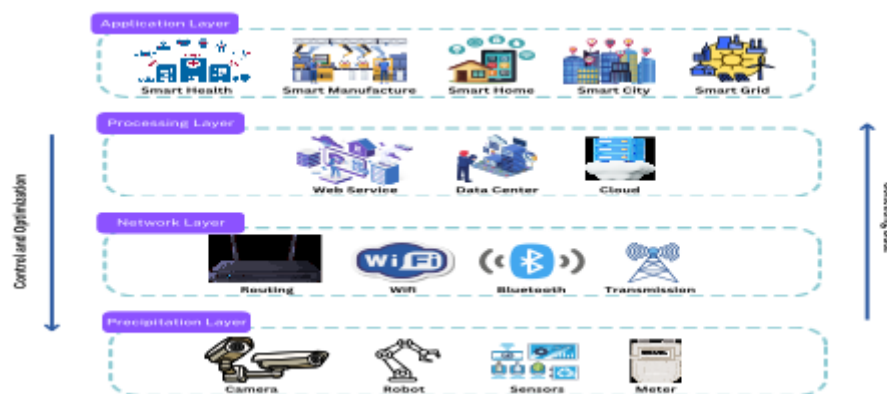 Application Layer
Smart Health
Smart Manufacture
Smart Home
Smart City
Smart Grid
Processing Layer
Web Service
Data Center
Cloud
Control and Optimization
Network Layer
WiFi
Routing
Wifi
Bluetooth
Transmission
Precipitation Layer
Camera
Robot
Sensors
Meter